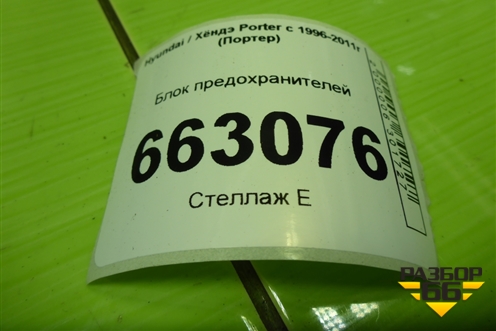 Hyundai / Хёндэ Porter с 1996-2011г
(Портер)
Блок предохранителей
663076
Стеллаж Е
РАЗБОР
66